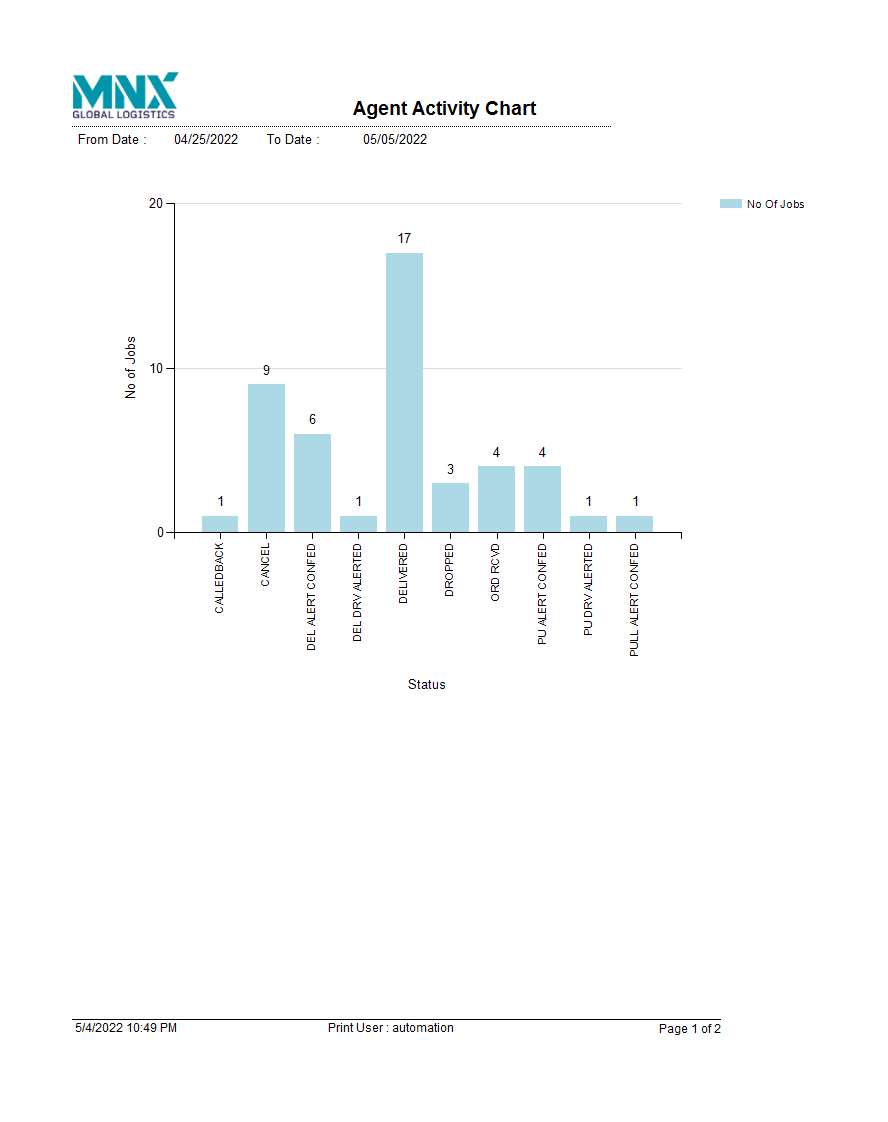 MNX
GLOBAL LOGISTICS
Agent Activity Chart
From Date : 04/25/2022 To Date : 05/05/2022
20
No Of Jobs
17
No of Jobs
10
9
6
4
4
3
1
1
1
1
0
CALLEDBACK
CANCEL
DEL ALERT CONFED
DEL DRV ALERTED
DELIVERED
DROPPED
ORD RCVD
PU ALERT CONFED
PU DRV ALERTED
PULL ALERT CONFED
Status
5/4/2022 10:49 PM Print User : automation Page 1 of 2